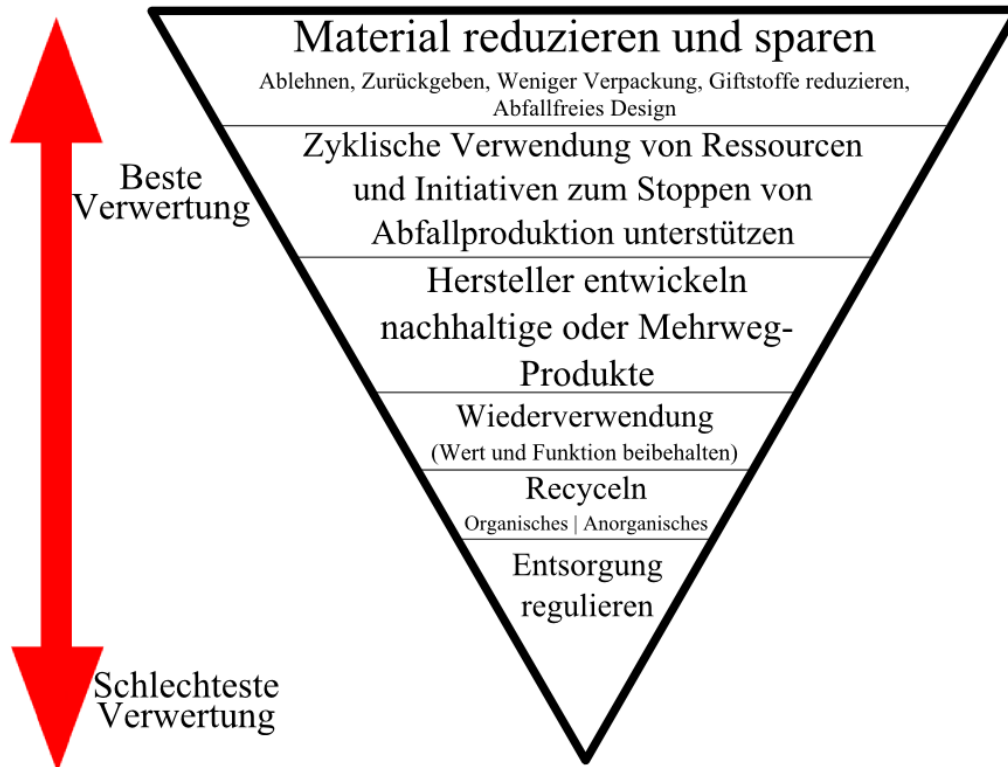 Material reduzieren und sparen
Ablehnen, Zurückgeben, Weniger Verpackung, Giftstoffe reduzieren,
Abfallfreies Design
Zyklische Verwendung von Ressourcen
und Initiativen zum Stoppen von
Abfallproduktion unterstützen
Hersteller entwickeln
nachhaltige oder Mehrweg-
Produkte
Wiederverwendung
(Wert und Funktion beibehalten)
Recyceln
Organisches | Anorganisches
Entsorgung
regulieren
Beste
Verwertung
Schlechteste
Verwertung